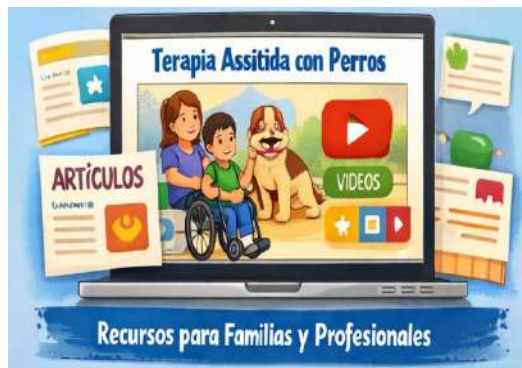 Terapia Assitida con Perros
ARTíCULOS
VIDEOS
Recursos para Familias y Profesionales